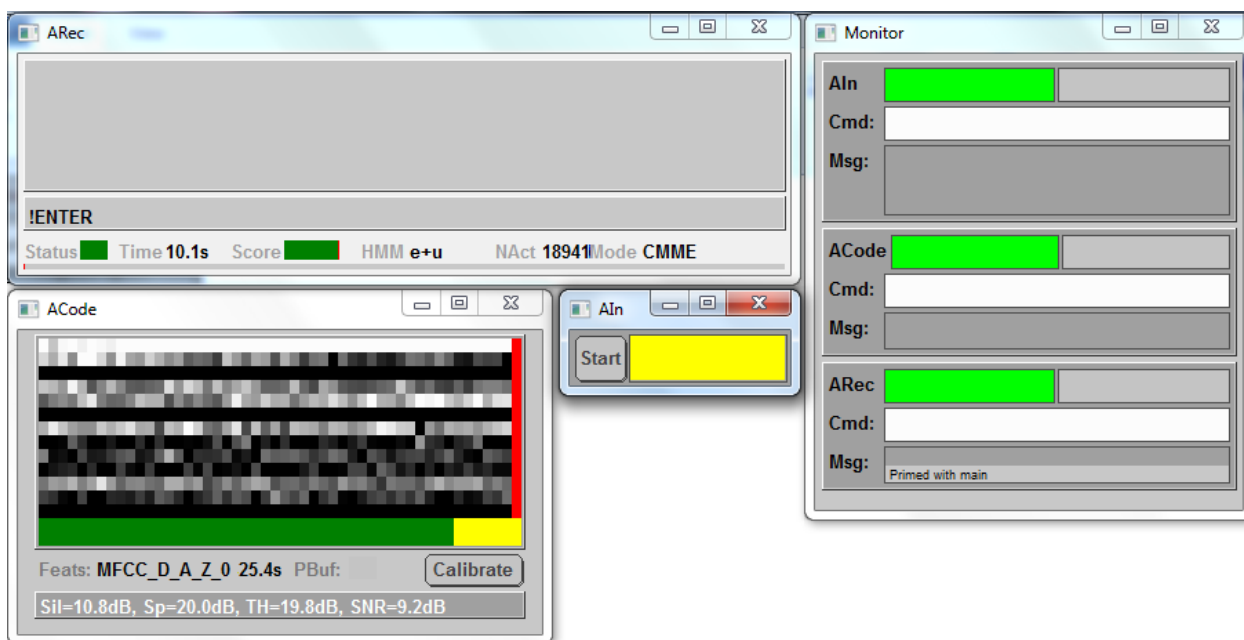 ARec
!ENTER
Status Time 10.1s Score HMM e+u NAct 18941 Mode CMME
ACode
Feats: MFCC_D_A_Z_0 25.4s PBuf: Calibrate
Sil=10.8dB, Sp=20.0dB, TH=19.8dB, SNR=9.2dB
AIn
Start
Monitor
AIn
Cmd:
Msg:
ACode
Cmd:
Msg:
ARec
Cmd:
Msg:
Primed with main